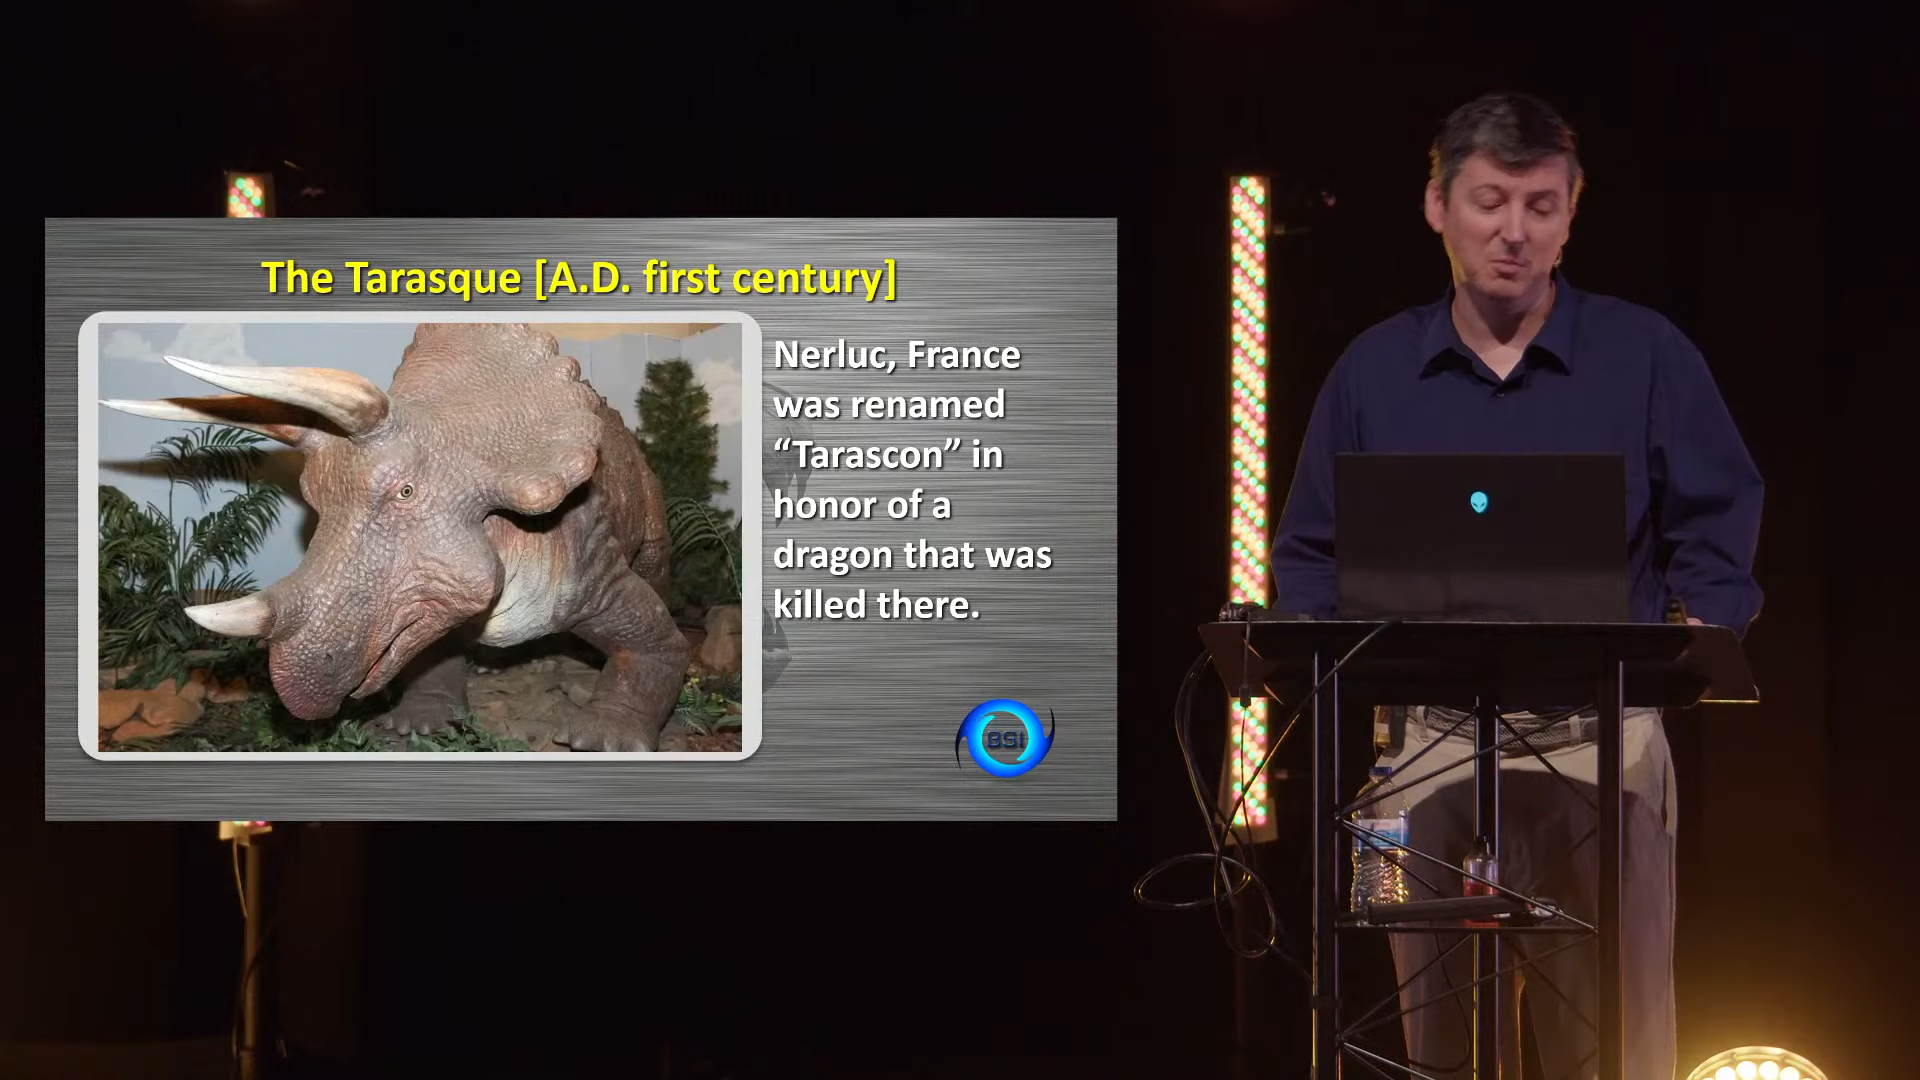 The Tarasque [A.D. first century]
Nerluc, France
was renamed
“Tarascon” in
honor of a
dragon that was
killed there.
BSI